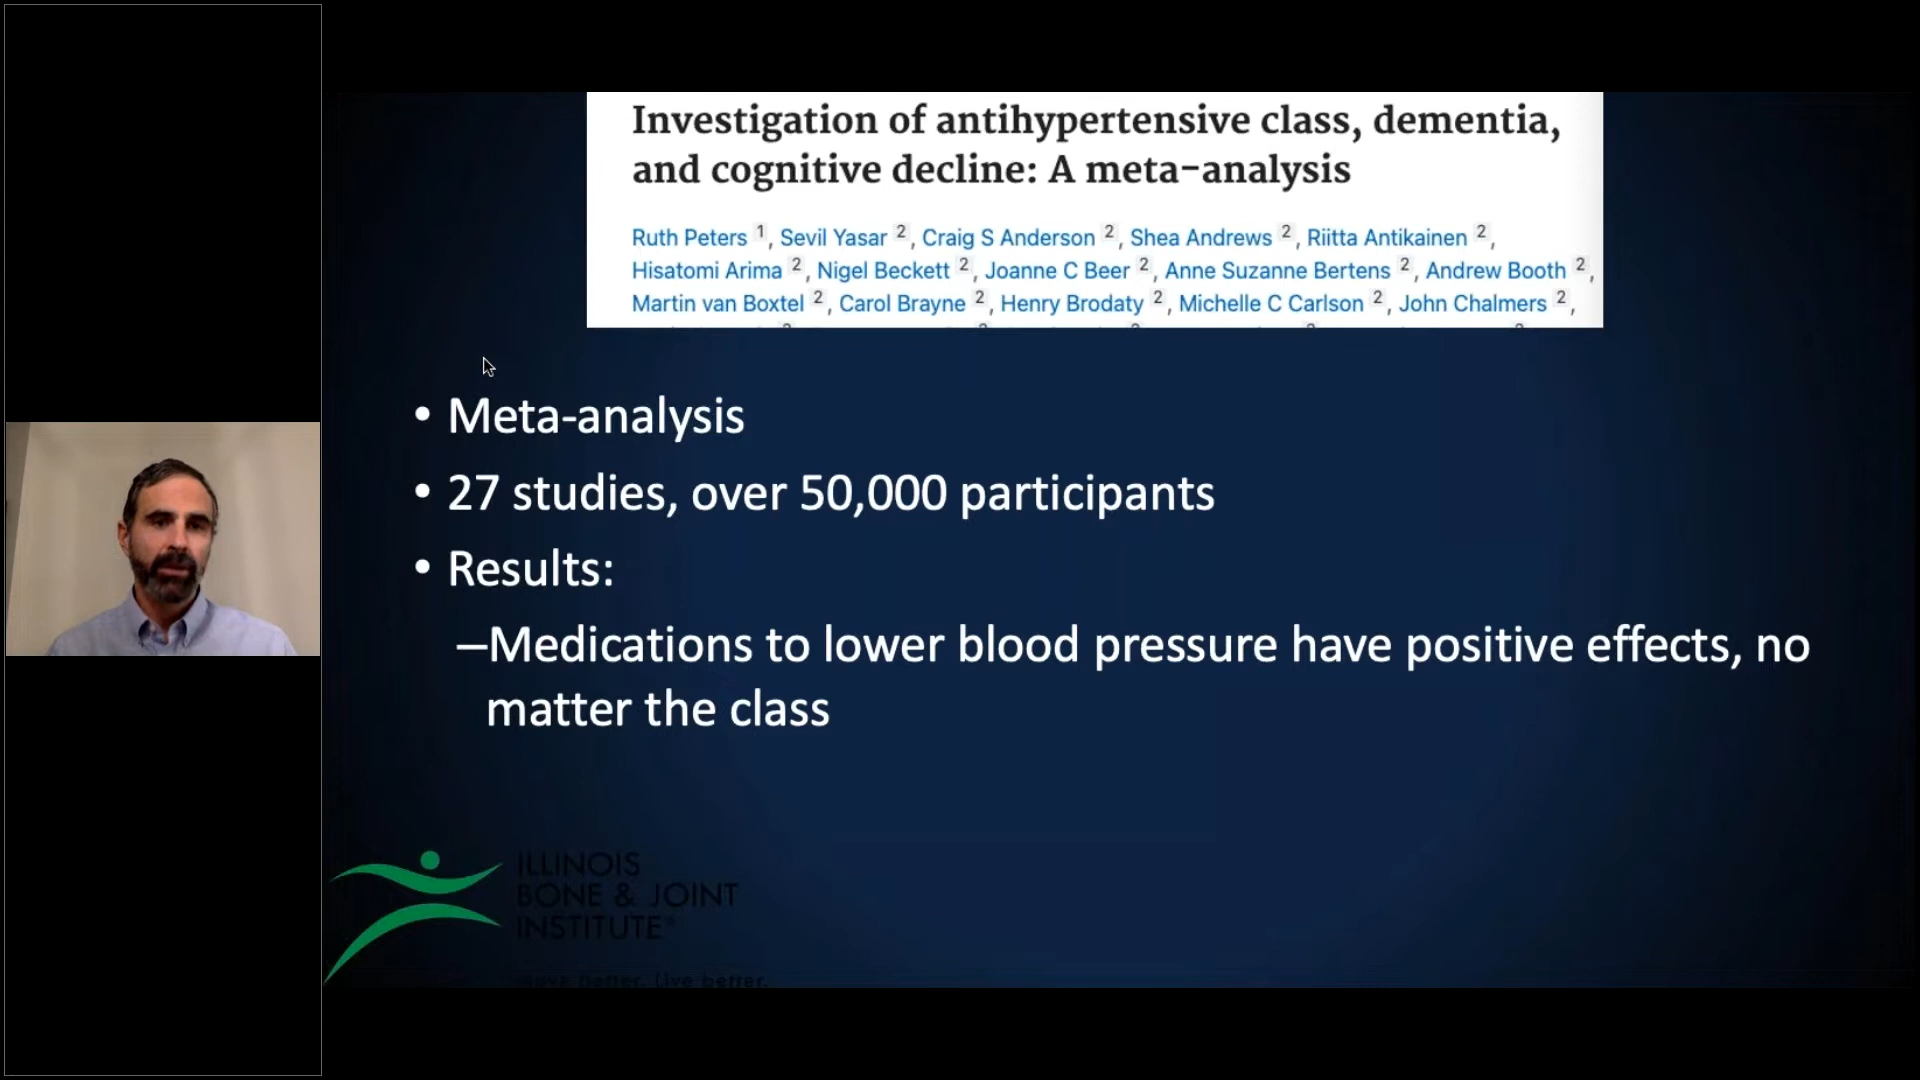 Investigation of antihypertensive class, dementia,
and cognitive decline: A meta-analysis
Ruth Peters 1, Sevil Yasar 2, Craig S Anderson 2, Shea Andrews 2, Riitta Antikainen 2,
Hisatomi Arima 2, Nigel Beckett 2, Joanne C Beer 2, Anne Suzanne Bertens 2, Andrew Booth 2,
Martin van Boxtel 2, Carol Brayne 2, Henry Brodaty 2, Michelle C Carlson 2, John Chalmers 2,
• Meta-analysis
• 27 studies, over 50,000 participants
• Results:
–Medications to lower blood pressure have positive effects, no
matter the class
ILLINOIS
BONE & JOINT
INSTITUTE®
Move better. Live better.